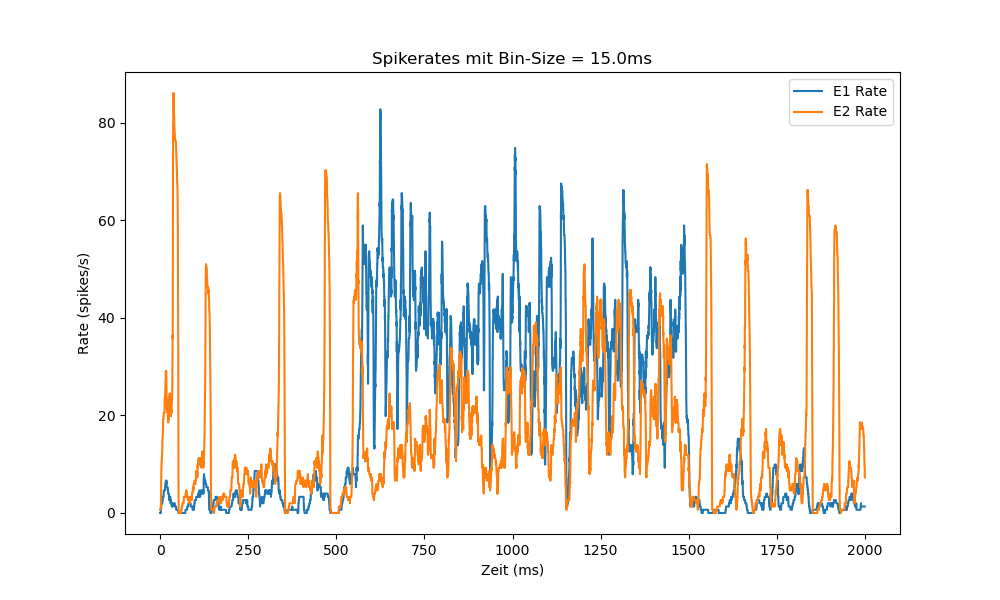 Spikerates mit Bin-Size = 15.0ms
E1 Rate
E2 Rate
Rate (spikes/s)
80
60
40
20
0
0 250 500 750 1000 1250 1500 1750 2000
Zeit (ms)